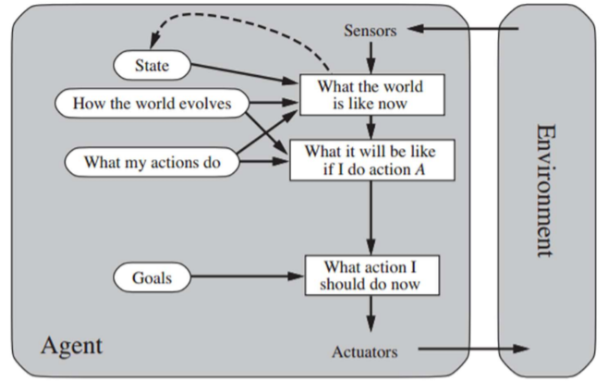 Sensors
State
What the world
is like now
How the world evolves
What it will be like
if I do action A
What my actions do
What action I
should do now
Goals
Agent
Actuators
Environment